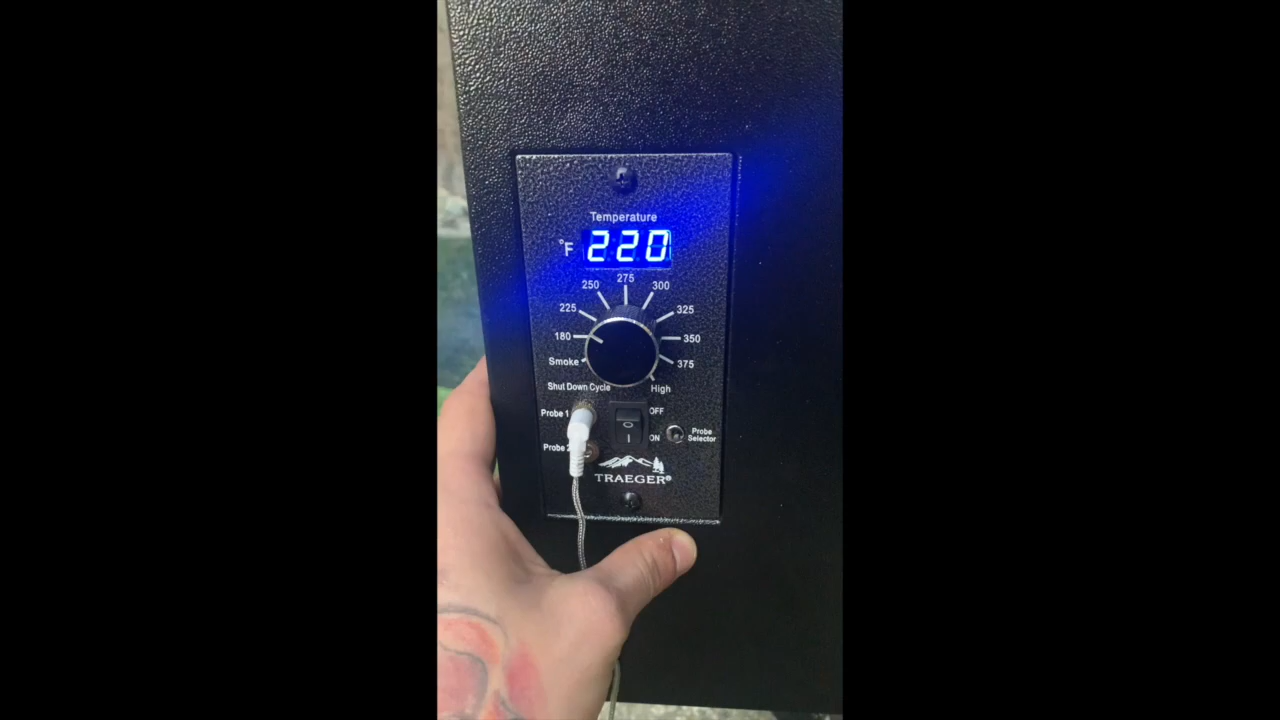 Temperature
°F 220
250 275 300
225 325
180 350
Smoke 375
Shut Down Cycle High
Probe 1 OFF
Probe Selector
Probe 2 ON
O
I
TRAEGER®